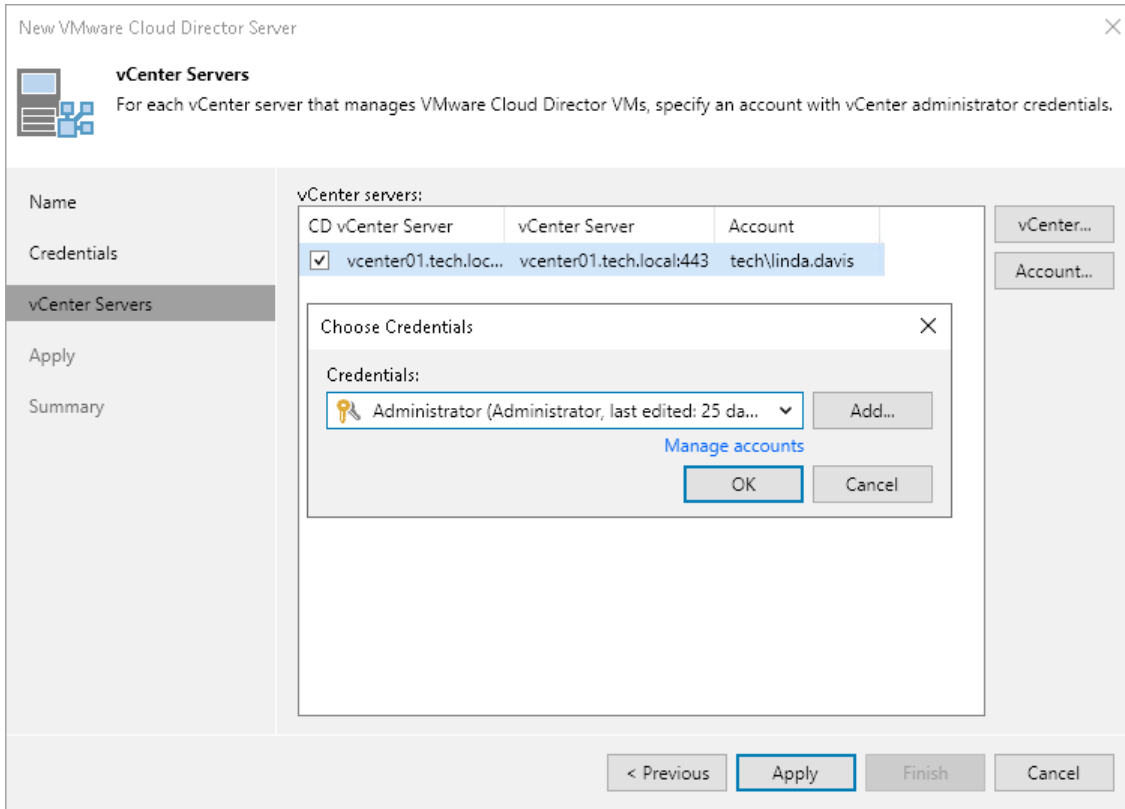 New VMware Cloud Director Server
vCenter Servers
For each vCenter server that manages VMware Cloud Director VMs, specify an account with vCenter administrator credentials.
Name
Credentials
vCenter Servers
Apply
Summary
vCenter servers:
CD vCenter Server vCenter Server Account
vcenter01.tech.loc... vcenter01.tech.local:443 tech\linda.davis
vCenter...
Account...
Choose Credentials
Credentials:
Administrator (Administrator, last edited: 25 da...
Add...
Manage accounts
OK Cancel
< Previous Apply Finish Cancel